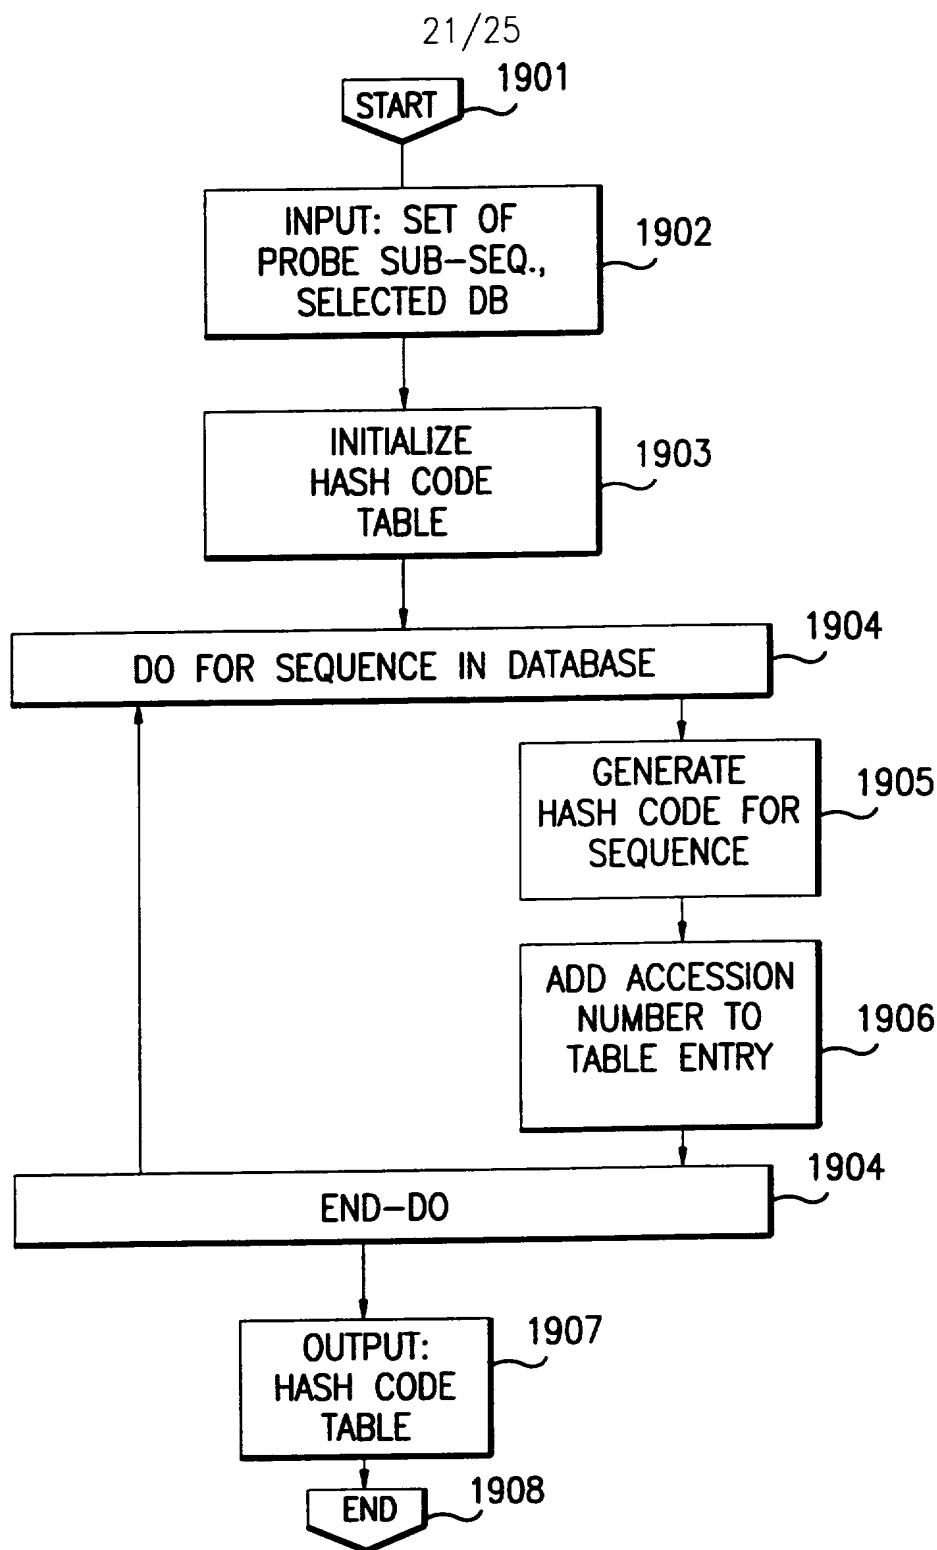 21/25
START
1901
INPUT: SET OF
PROBE SUB-SEQ.,
SELECTED DB
1902
INITIALIZE
HASH CODE
TABLE
1903
DO FOR SEQUENCE IN DATABASE
1904
GENERATE
HASH CODE FOR
SEQUENCE
1905
ADD ACCESSION
NUMBER TO
TABLE ENTRY
1906
END-DO
1904
OUTPUT:
HASH CODE
TABLE
1907
END
1908